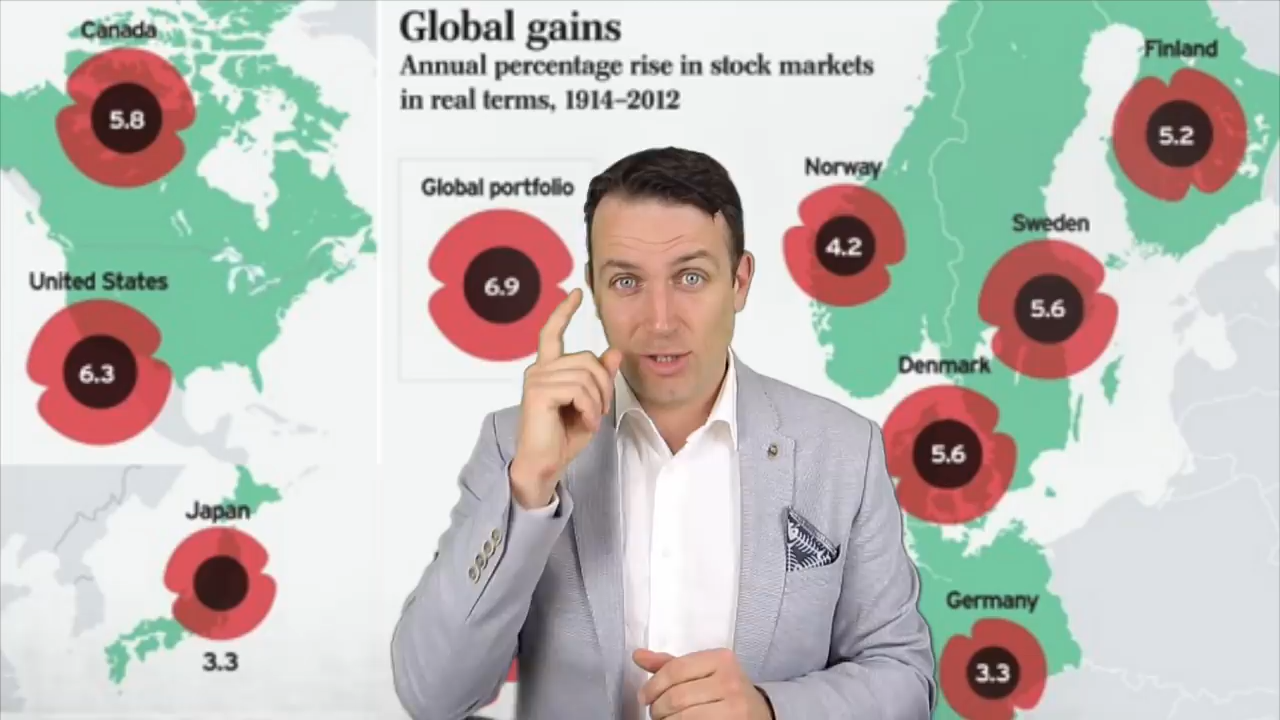 Global gains
Annual percentage rise in stock markets
in real terms, 1914–2012
Canada
5.8
United States
6.3
Japan
3.3
Global portfolio
6.9
Norway
4.2
Finland
5.2
Sweden
5.6
Denmark
5.6
Germany
3.3